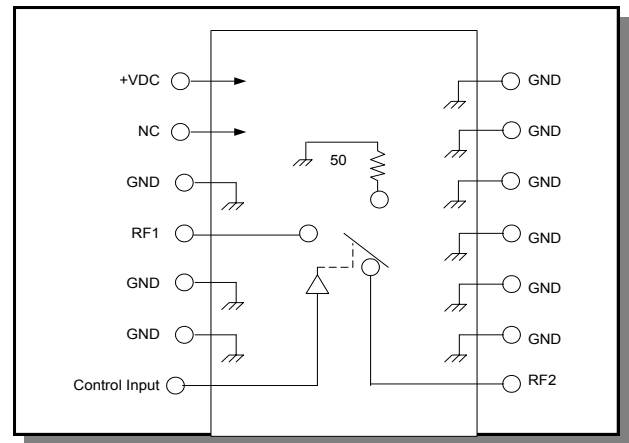 +VDC
NC
GND
RF1
GND
GND
Control Input
50
GND
GND
GND
GND
GND
GND
RF2